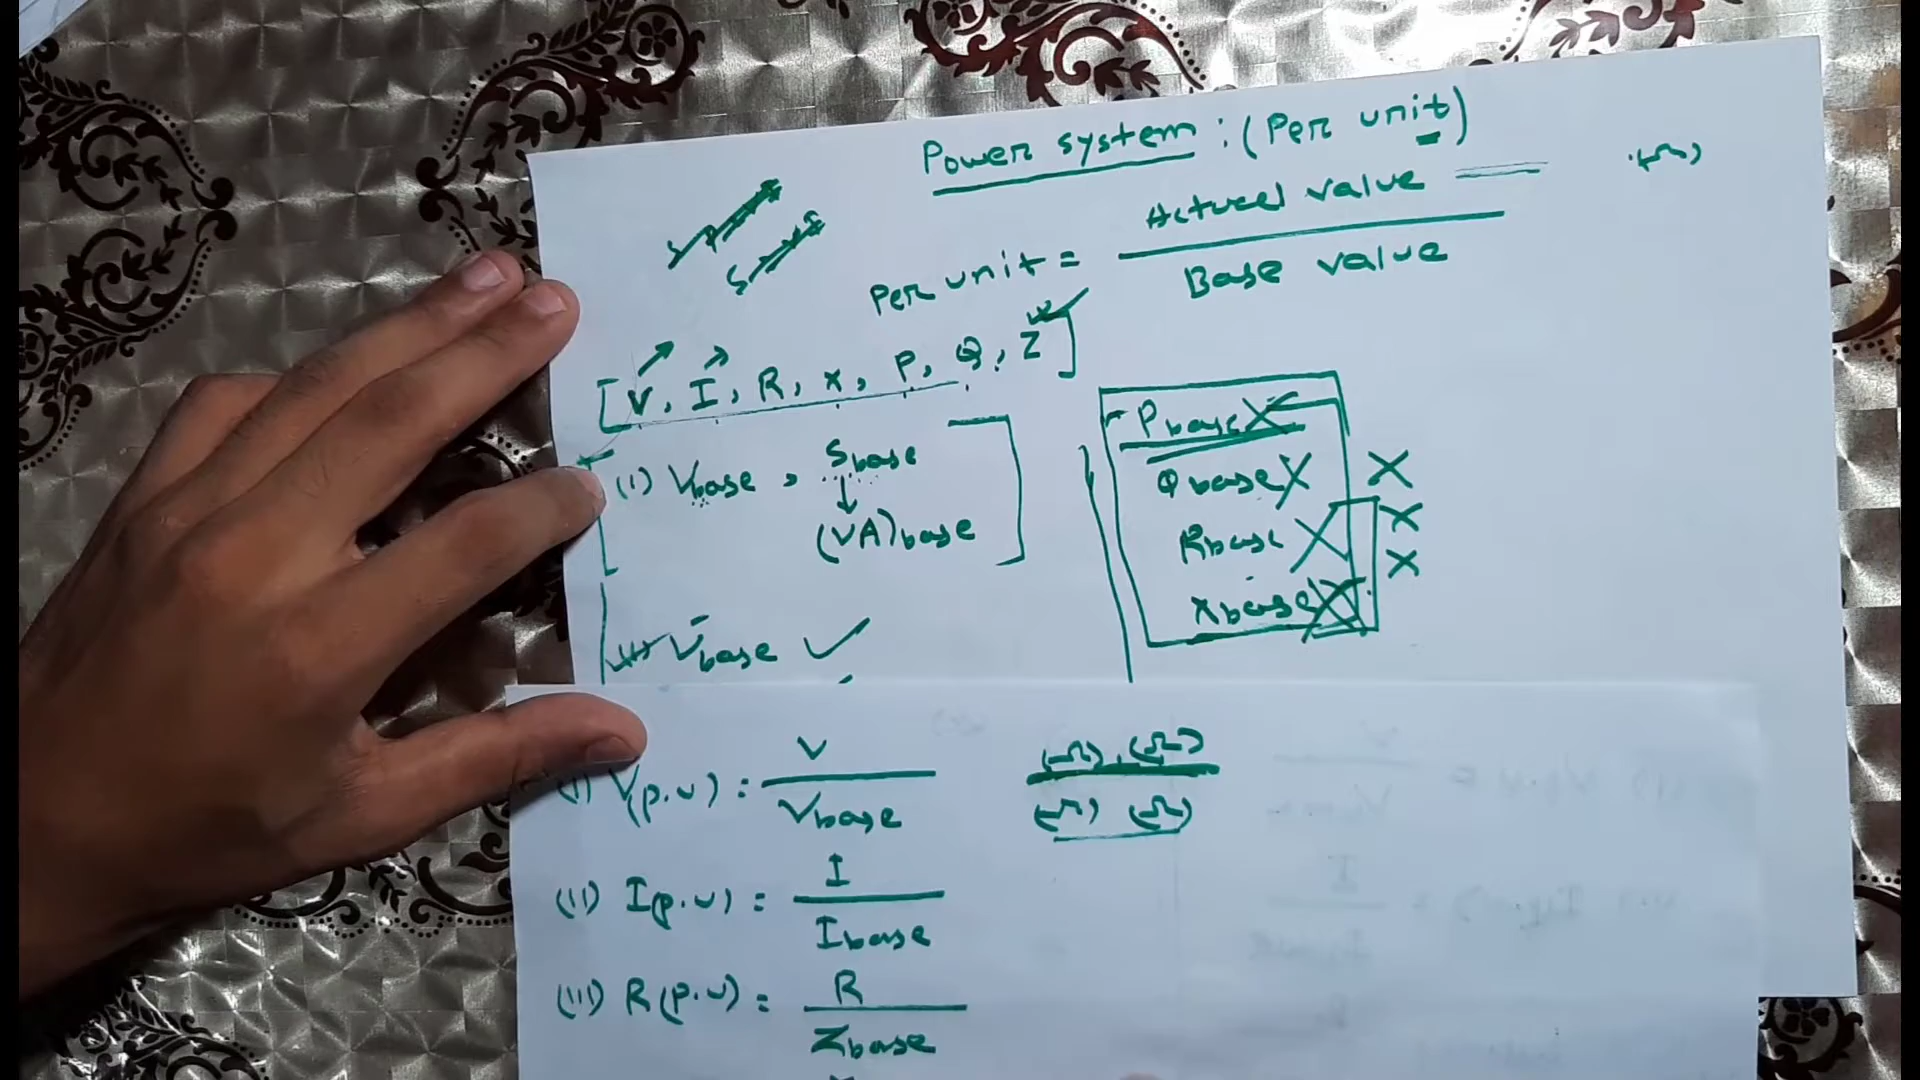 Power system : (Per unit)
Per unit = Actual value / Base value
(Ω)
[V, I, R, X, P, Q, Z]
(i) Vbase, Sbase
(VA)base
Vbase ✓
Pbase X
Qbase X X
Rbase X X
Xbase X X
(i) V(p.u) = V / Vbase
(Ω), (Ω) / (Ω) (Ω)
(ii) I(p.u) = I / Ibase
(iii) R(p.u) = R / Zbase